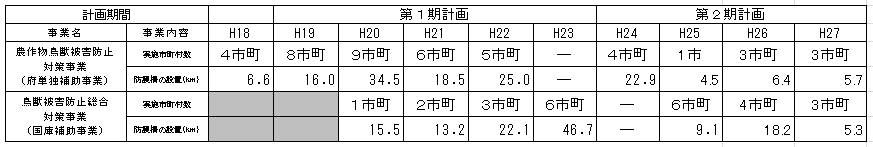 計画期間 第１期計画 第２期計画
事業名 事業内容 H18 H19 H20 H21 H22 H23 H24 H25 H26 H27
農作物鳥獣被害防止
対策事業
（府単独補助事業）
実施市町村数 4市町 8市町 9市町 6市町 5市町 ― 4市町 1市 3市町 3市町
防護柵の設置(km) 6.6 16.0 34.5 18.5 25.0 ― 22.9 4.5 6.4 5.7
鳥獣被害防止総合
対策事業
（国庫補助事業）
実施市町村数 1市町 2市町 3市町 6市町 ― 6市町 4市町 3市町
防護柵の設置(km) 15.5 13.2 22.1 46.7 ― 9.1 18.2 5.3